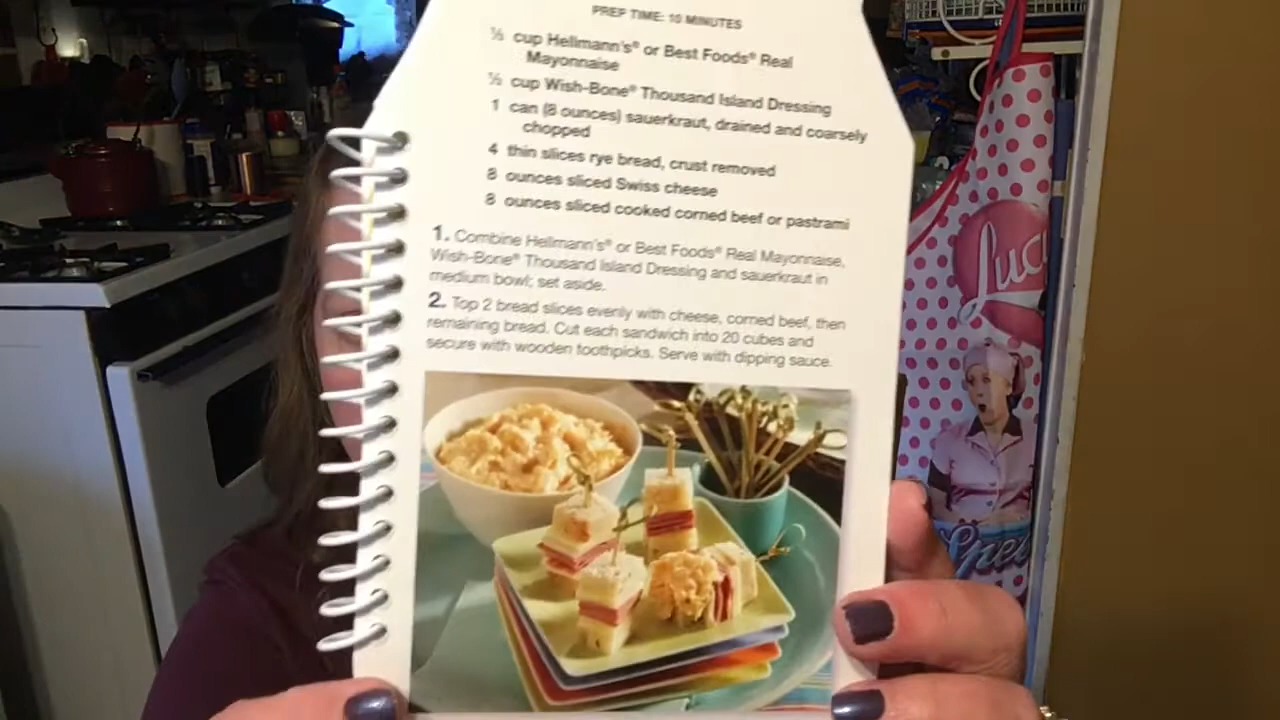 PREP TIME: 10 MINUTES
½ cup Hellmann's® or Best Foods® Real
Mayonnaise
½ cup Wish-Bone® Thousand Island Dressing
1 can (8 ounces) sauerkraut, drained and coarsely
chopped
4 thin slices rye bread, crust removed
8 ounces sliced Swiss cheese
8 ounces sliced cooked corned beef or pastrami
1. Combine Hellmann's® or Best Foods® Real Mayonnaise,
Wish-Bone® Thousand Island Dressing and sauerkraut in
medium bowl; set aside.
2. Top 2 bread slices evenly with cheese, corned beef, then
remaining bread. Cut each sandwich into 20 cubes and
secure with wooden toothpicks. Serve with dipping sauce.